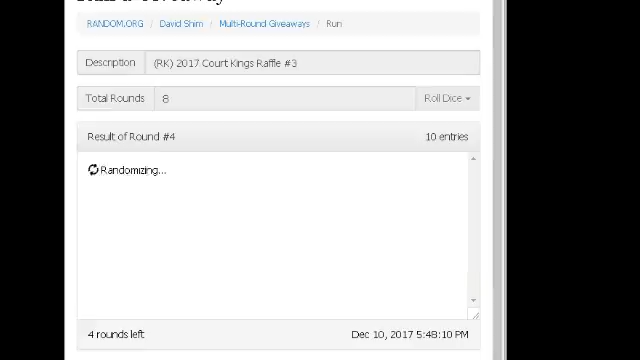 RANDOM.ORG / David Shim / Multi-Round Giveaways / Run
Description (RK) 2017 Court Kings Raffle #3
Total Rounds 8 Roll Dice
Result of Round #4 10 entries
Randomizing...
4 rounds left Dec 10, 2017 5:48:10 PM